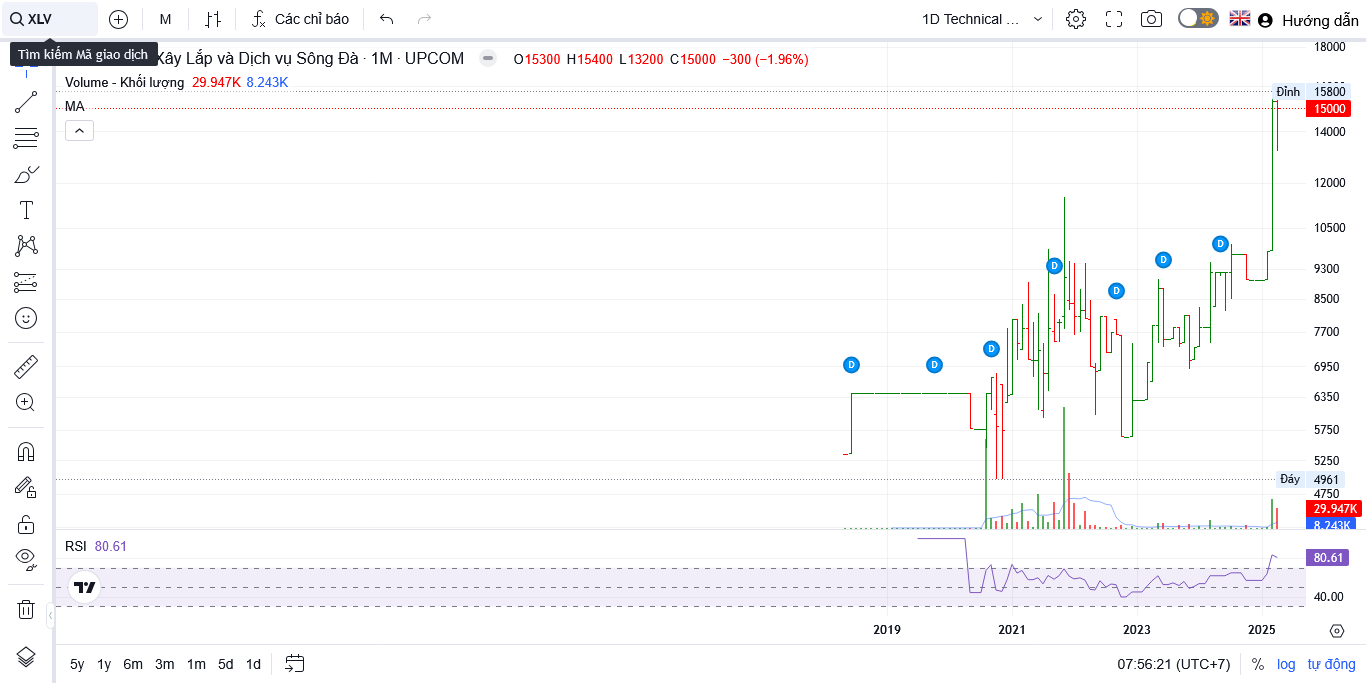 XLV
M
Các chỉ báo
1D Technical ...
Hướng dẫn
Tìm kiếm Mã giao dịch
Xây Lắp và Dịch vụ Sông Đà · 1M · UPCOM
O15300 H15400 L13200 C15000 −300 (−1.96%)
Volume - Khối lượng 29.947K 8.243K
MA
18000
Đỉnh 15800
15000
14000
12000
10500
9300
8500
7700
6950
6350
5750
5250
Đáy 4961
4750
29.947K
8.243K
D
D
D
D
D
D
D
RSI 80.61
80.61
40.00
2019
2021
2023
2025
5y 1y 6m 3m 1m 5d 1d
07:56:21 (UTC+7)
% log tự động